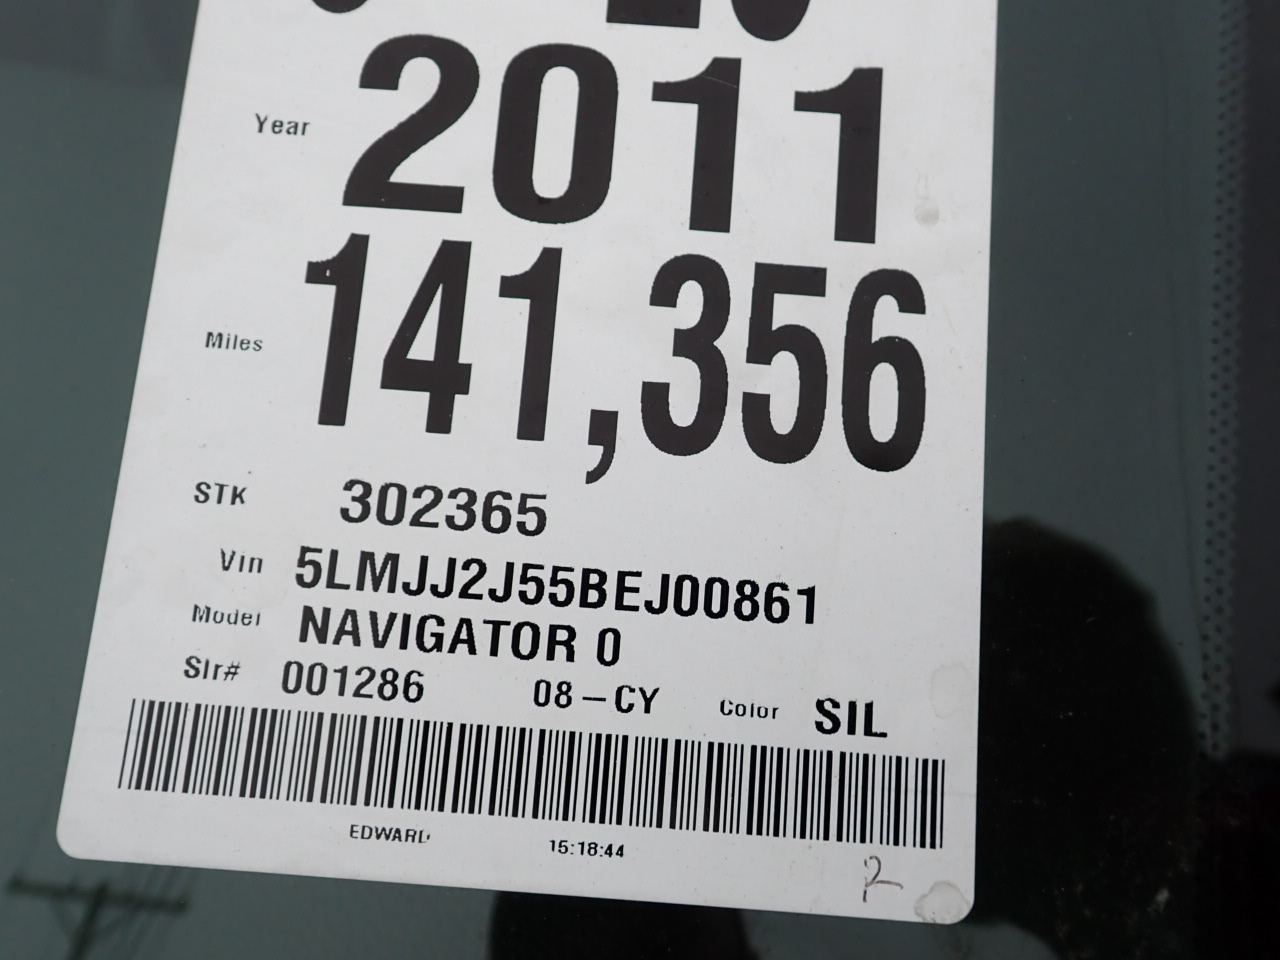 Year 2011
Miles 141,356
STK 302365
Vin 5LMJJ2J55BEJ00861
Model NAVIGATOR 0
Slr# 001286 08-CY Color SIL
EDWARD 15:18:44